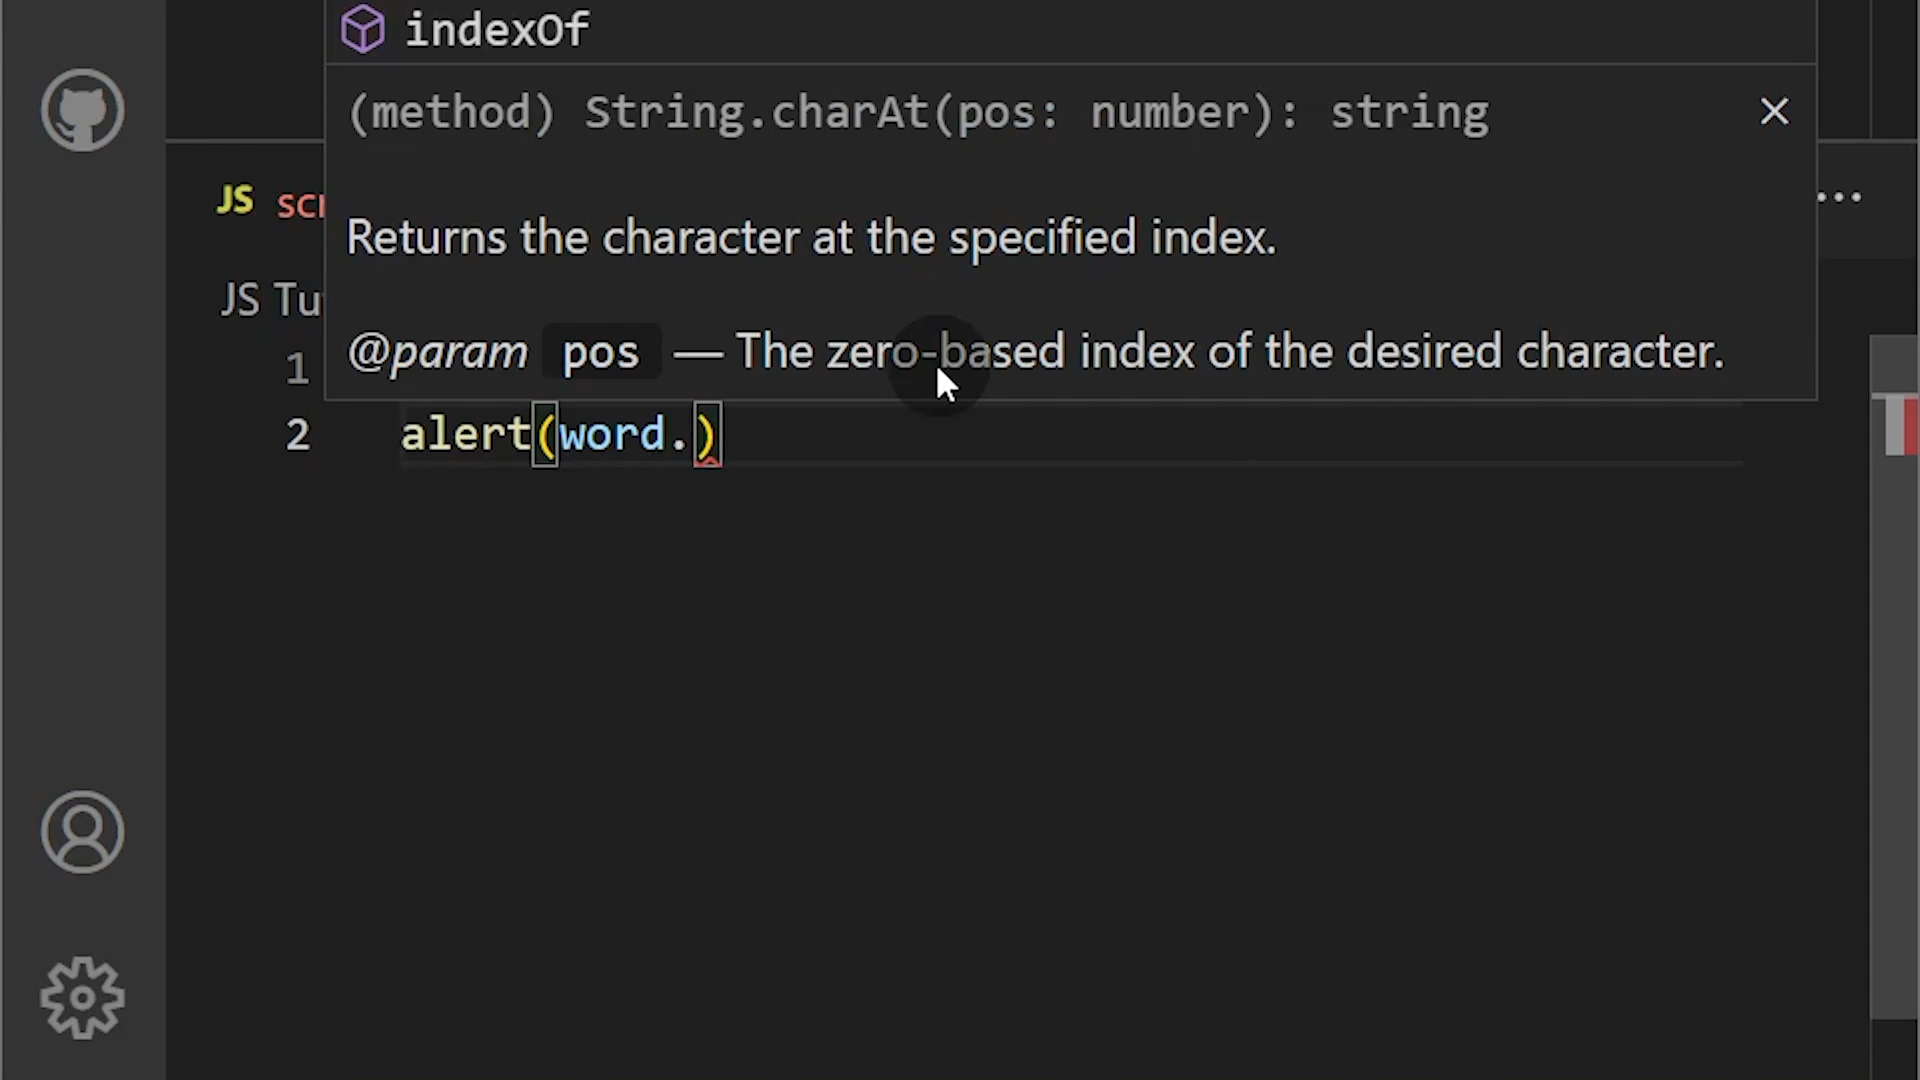 indexOf
(method) String.charAt(pos: number): string
JS scr
Returns the character at the specified index.
JS Tu
@param pos — The zero-based index of the desired character.
1
2 alert(word.)